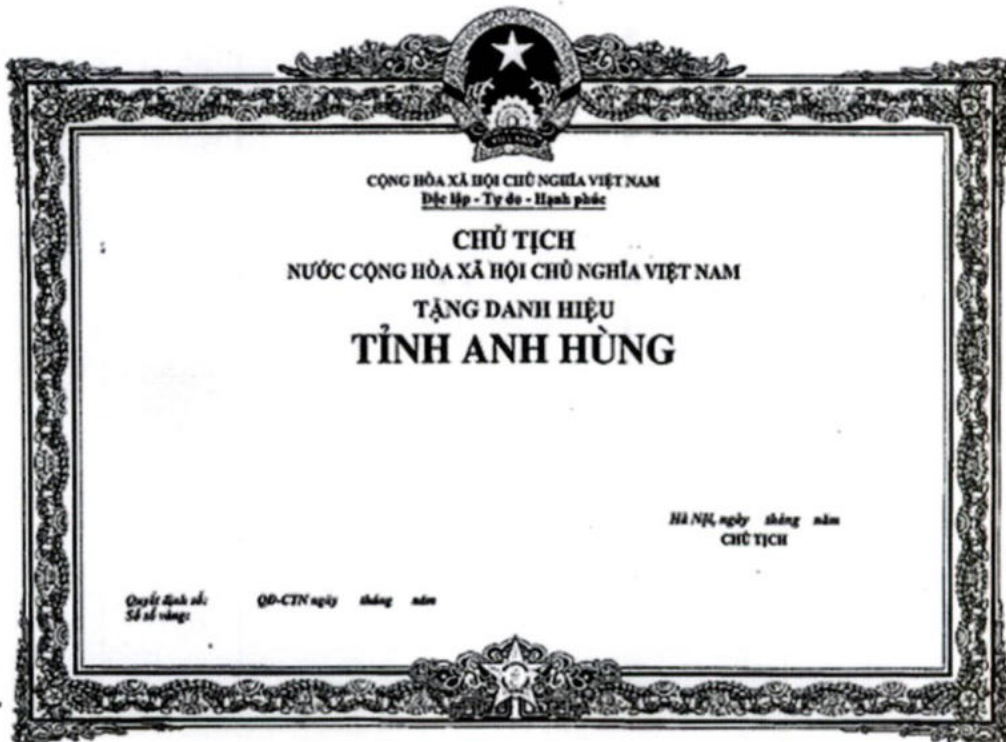 CỘNG HÒA XÃ HỘI CHỦ NGHĨA VIỆT NAM
Độc lập - Tự do - Hạnh phúc
CHỦ TỊCH
NƯỚC CỘNG HÒA XÃ HỘI CHỦ NGHĨA VIỆT NAM
TẶNG DANH HIỆU
TỈNH ANH HÙNG
Hà Nội, ngày tháng năm
CHỦ TỊCH
Quyết định số: QĐ-CTN ngày tháng năm
Số sổ vàng: